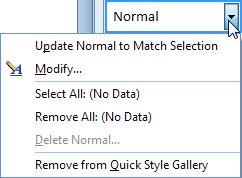 Normal
Update Normal to Match Selection
Modify...
Select All: (No Data)
Remove All: (No Data)
Delete Normal...
Remove from Quick Style Gallery